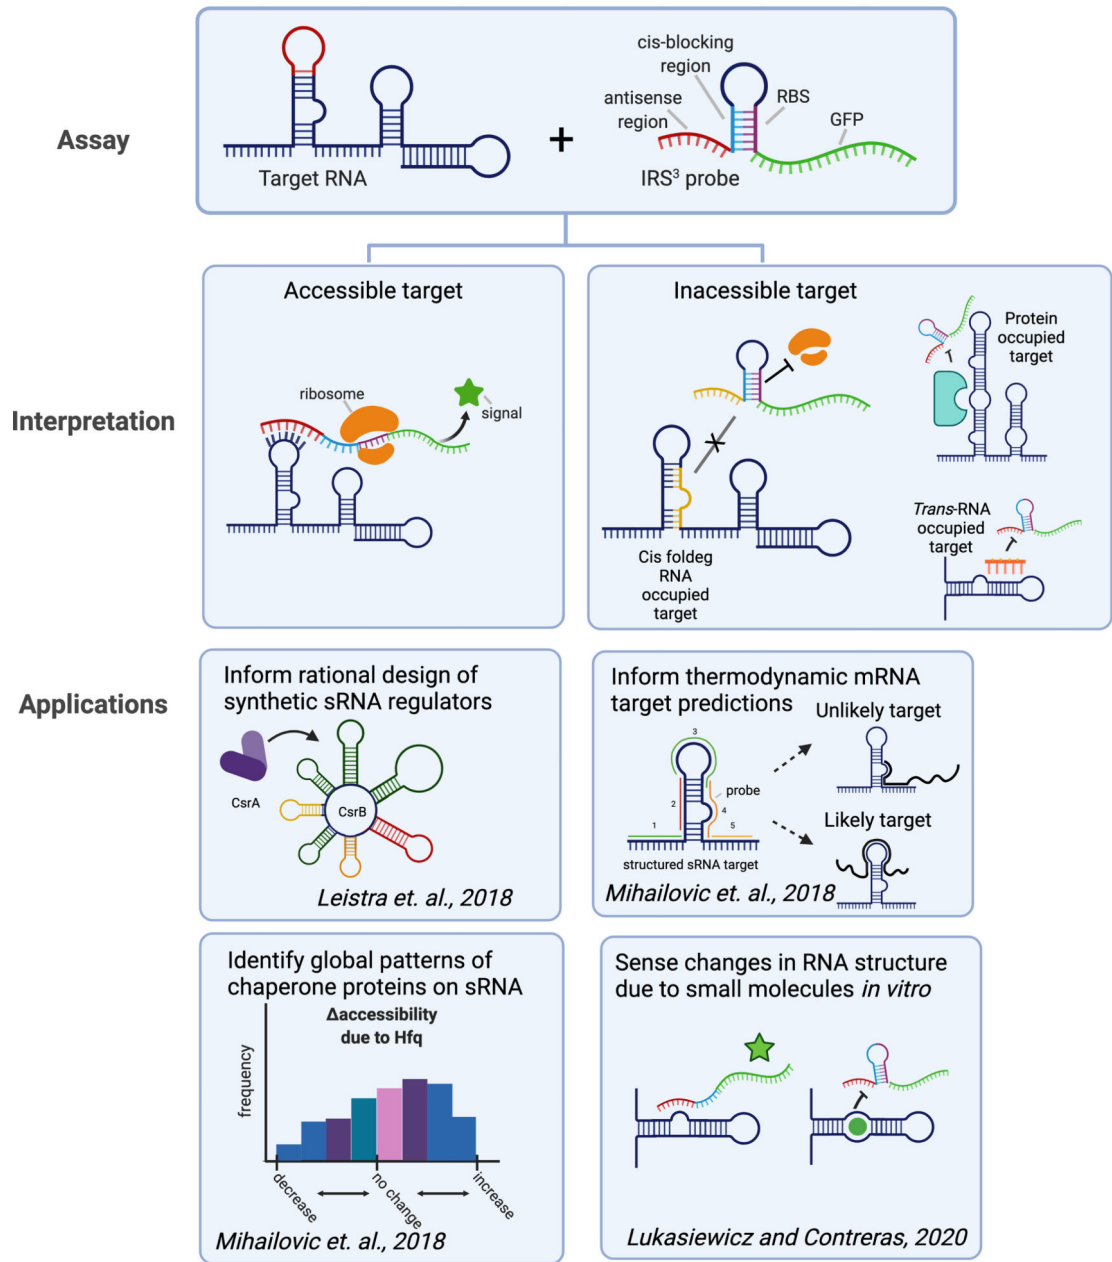 Assay
cis-blocking
region
antisense
region
RBS
GFP
Target RNA
+
IRS³ probe
Interpretation
Accessible target
ribosome
signal
Inacessible target
Protein
occupied
target
Trans-RNA
occupied
target
Cis foldeg
RNA
occupied
target
Applications
Inform rational design of
synthetic sRNA regulators
CsrA
CsrB
Leistra et. al., 2018
Inform thermodynamic mRNA
target predictions
Unlikely target
3
probe
2
4
1
5
structured sRNA target
Likely target
Mihailovic et. al., 2018
Identify global patterns of
chaperone proteins on sRNA
Δaccessibility
due to Hfq
frequency
decrease
no change
increase
Mihailovic et. al., 2018
Sense changes in RNA structure
due to small molecules in vitro
Lukasiewicz and Contreras, 2020